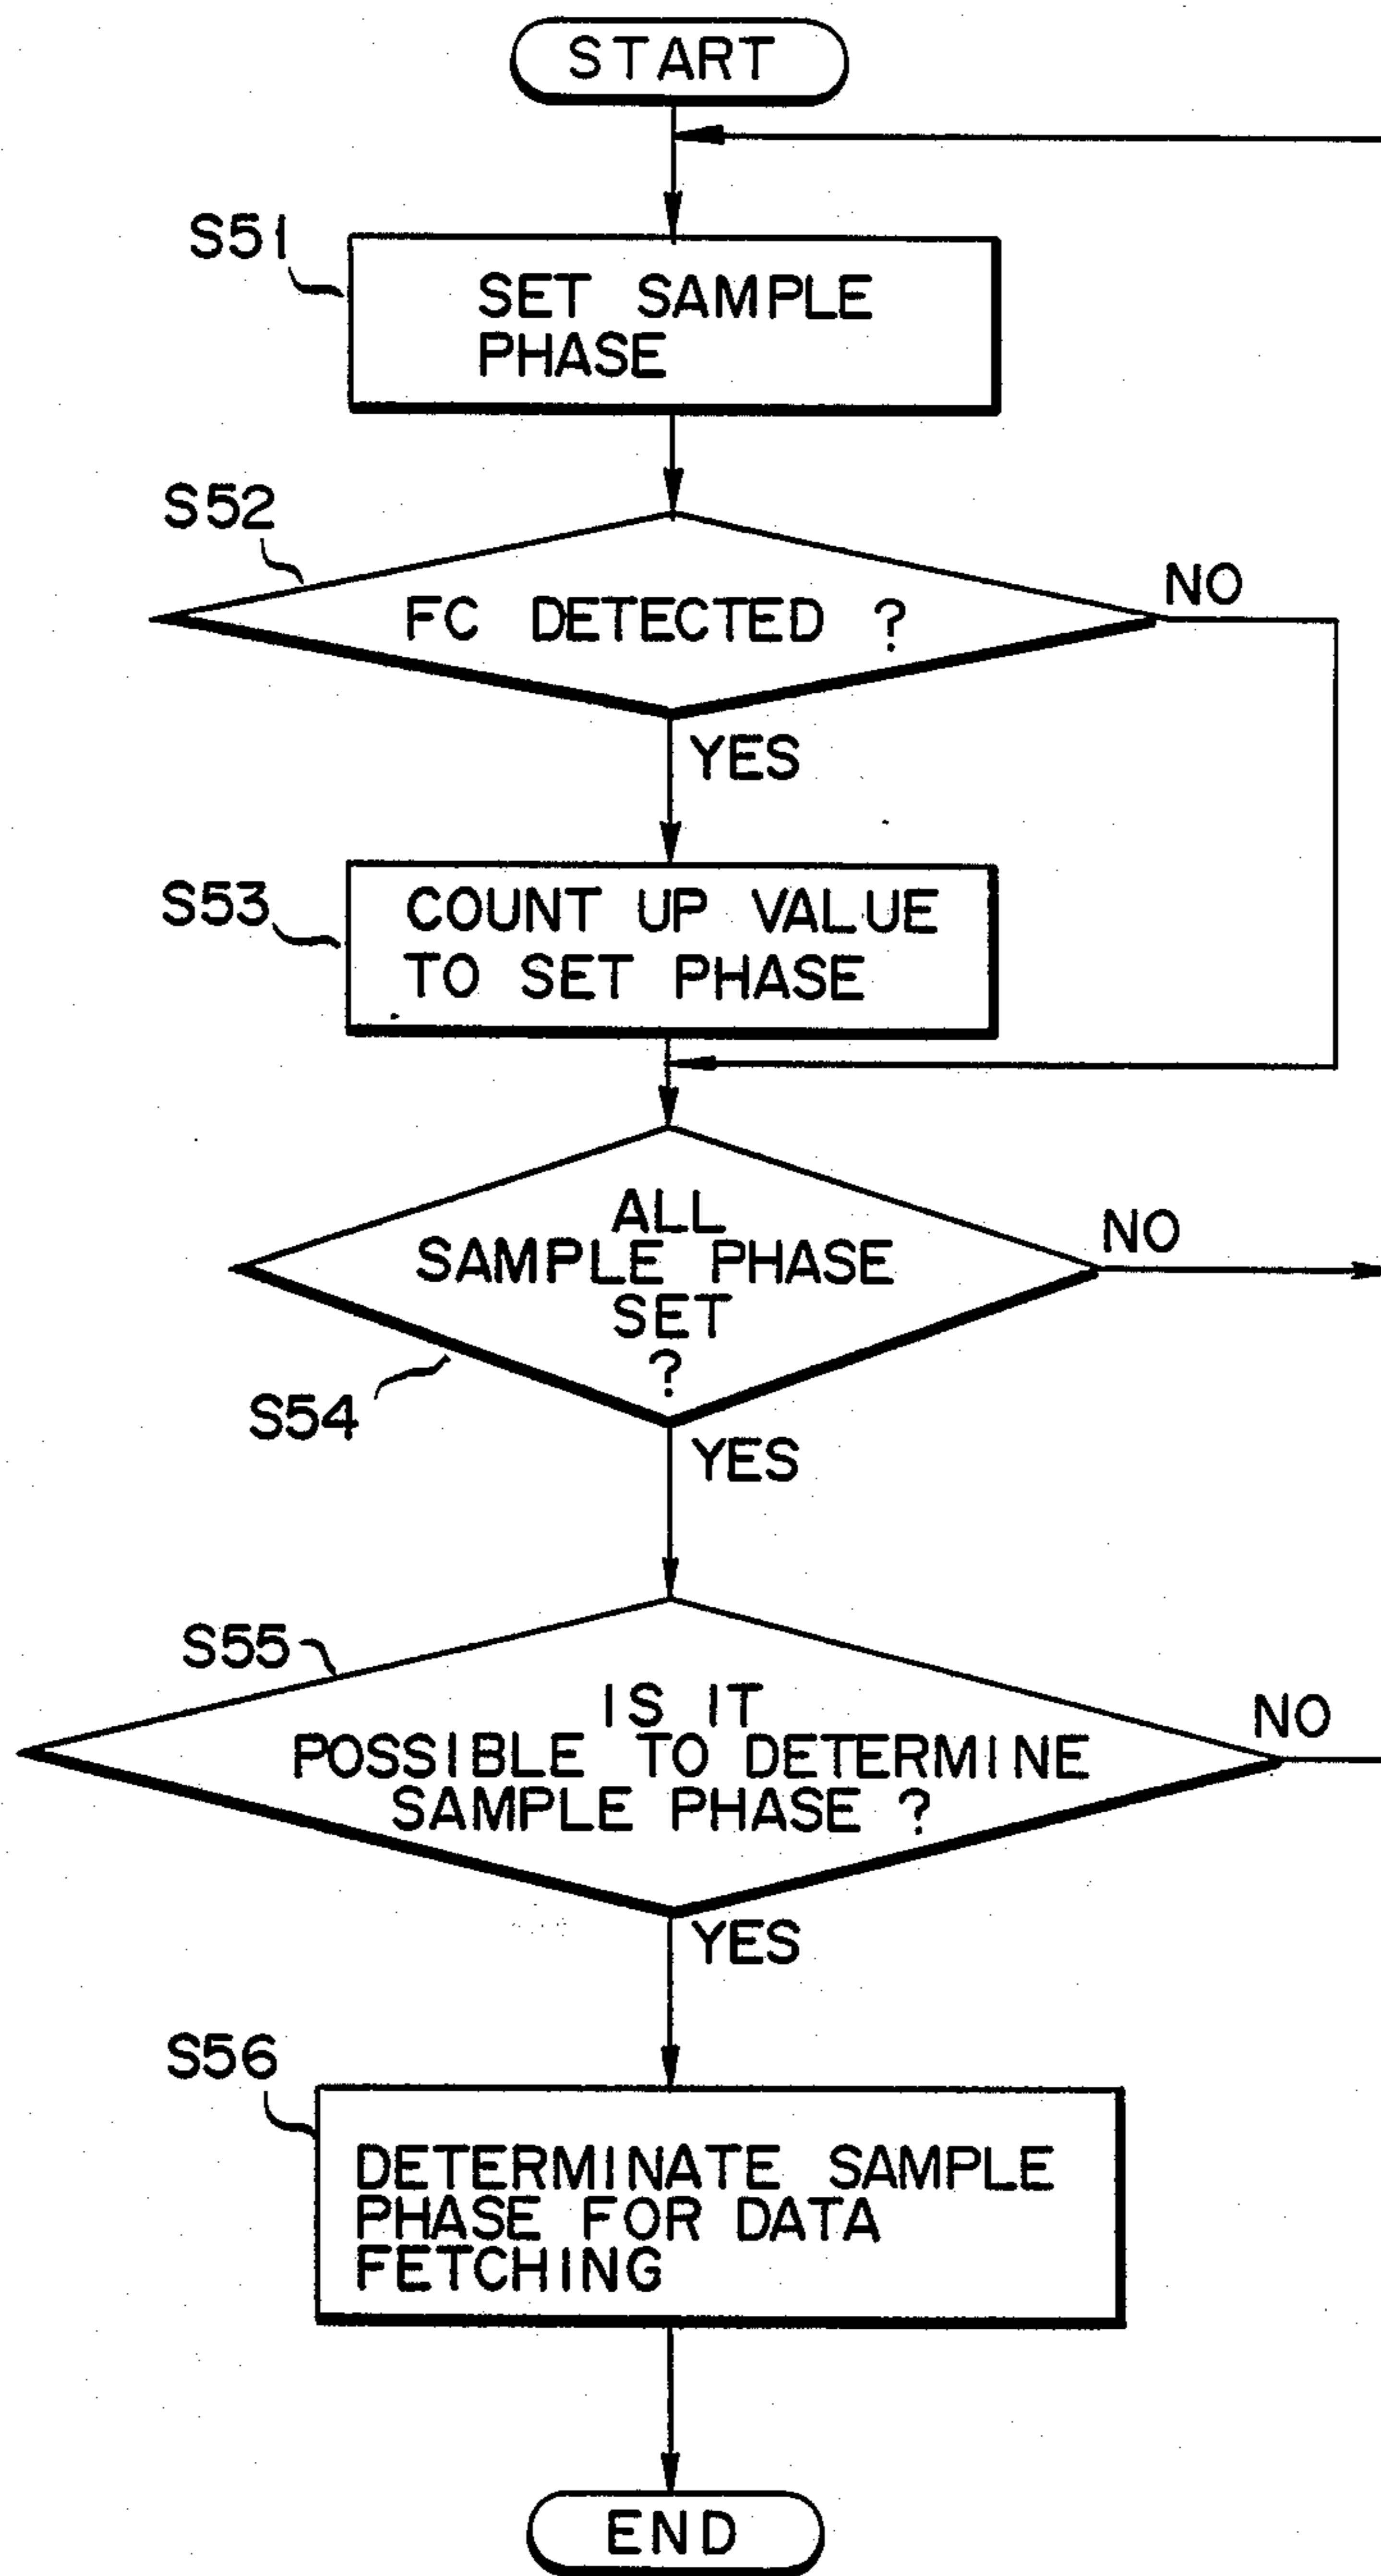 START
S51
SET SAMPLE
PHASE
S52
FC DETECTED ?
NO
YES
S53
COUNT UP VALUE
TO SET PHASE
ALL
SAMPLE PHASE
SET
?
NO
S54
YES
S55
IS IT
POSSIBLE TO DETERMINE
SAMPLE PHASE ?
NO
YES
S56
DETERMINATE SAMPLE
PHASE FOR DATA
FETCHING
END